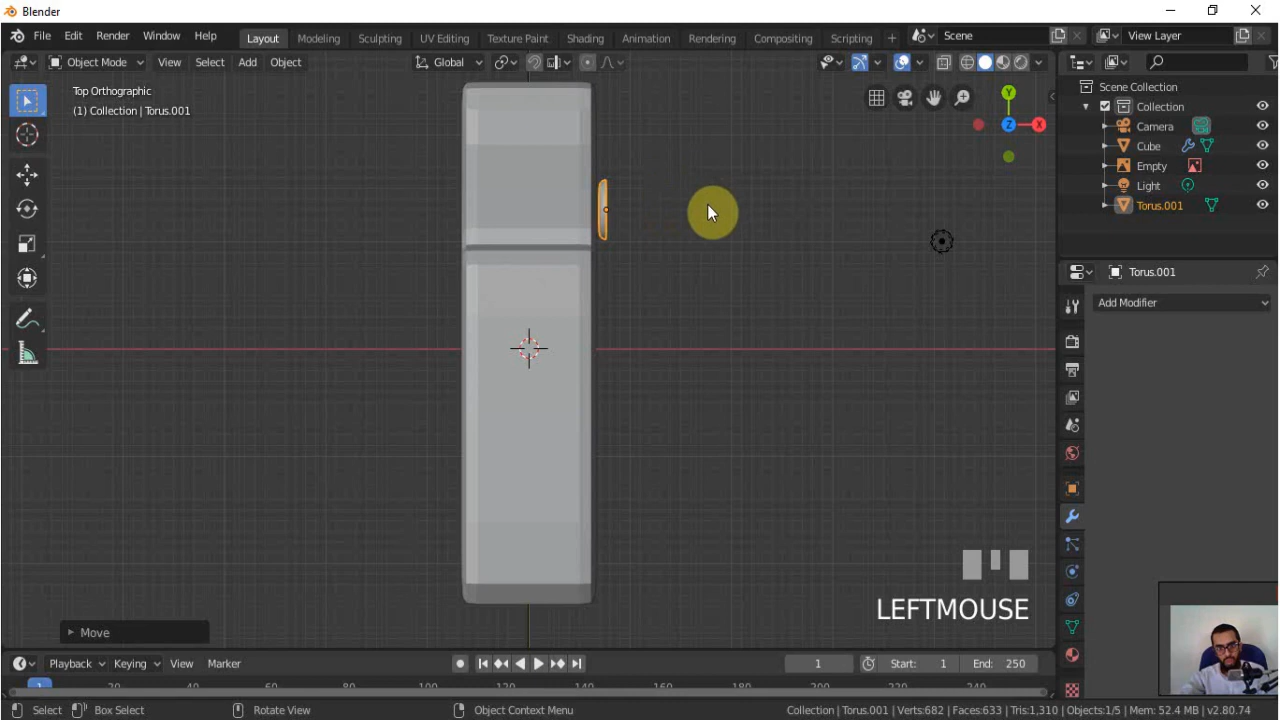 Blender
File Edit Render Window Help
Layout Modeling Sculpting UV Editing Texture Paint Shading Animation Rendering Compositing Scripting +
Scene
View Layer
Object Mode View Select Add Object
Global
Top Orthographic
(1) Collection | Torus.001
Y
Z
X
Scene Collection
Collection
Camera
Cube
Empty
Light
Torus.001
Torus.001
Add Modifier
LEFTMOUSE
Move
Playback Keying View Marker
1
Start: 1
End: 250
1 20 40 60 80 100 120 140 160 180 200 220 240
Select Box Select Rotate View Object Context Menu
Collection | Torus.001 | Verts:682 | Faces:633 | Tris:1,310 | Objects:1/5 | Mem: 52.4 MB | v2.80.74